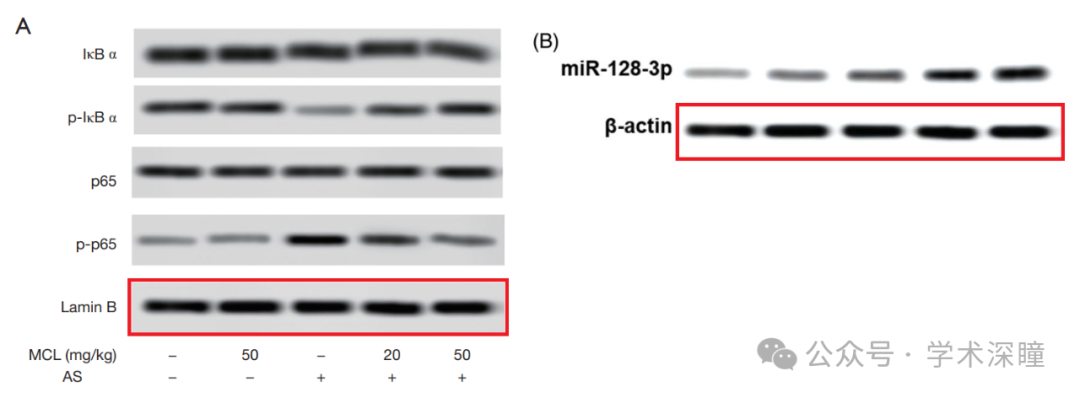 A
IκB α
p-IκB α
p65
p-p65
Lamin B
MCL (mg/kg) – 50 – 20 50
AS – – + + +
(B)
miR-128-3p
β-actin
公众号 · 学术深瞳